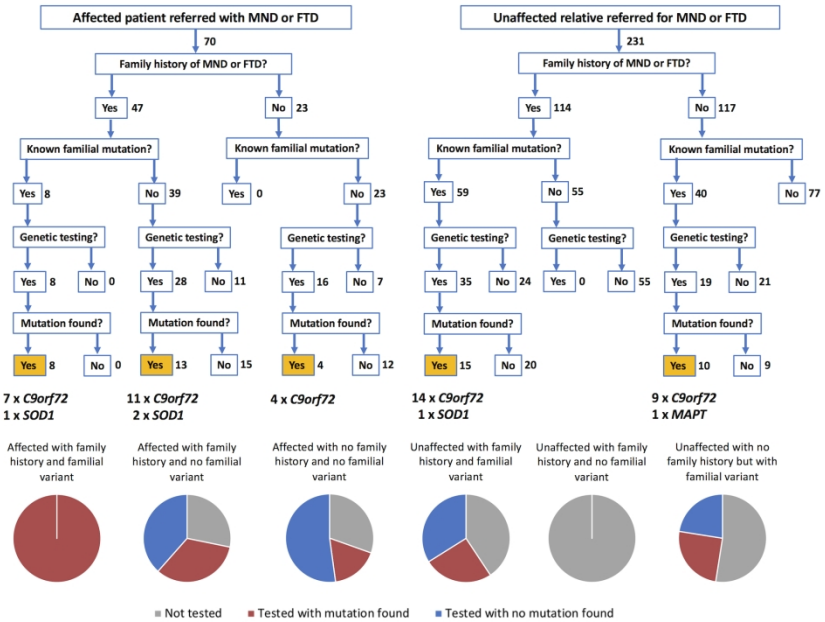 Affected patient referred with MND or FTD
70
Family history of MND or FTD?
Yes 47
No 23
Known familial mutation?
Yes 8
No 39
Yes 0
No 23
Genetic testing?
Genetic testing?
Genetic testing?
Yes 8
No 0
Yes 28
No 11
Yes 16
No 7
Mutation found?
Mutation found?
Mutation found?
Yes 8
No 0
Yes 13
No 15
Yes 4
No 12
7 x C9orf72
1 x SOD1
11 x C9orf72
2 x SOD1
4 x C9orf72
Unaffected relative referred for MND or FTD
231
Family history of MND or FTD?
Yes 114
No 117
Known familial mutation?
Known familial mutation?
Yes 59
No 55
Yes 40
No 77
Genetic testing?
Genetic testing?
Genetic testing?
Yes 35
No 24
Yes 0
No 55
Yes 19
No 21
Mutation found?
Mutation found?
Yes 15
No 20
Yes 10
No 9
14 x C9orf72
1 x SOD1
9 x C9orf72
1 x MAPT
Affected with family
history and familial
variant
Affected with family
history and no familial
variant
Affected with no family
history and no familial
variant
Unaffected with family
history and familial
variant
Unaffected with family
history and no familial
variant
Unaffected with no
family history but with
familial variant
Not tested
Tested with mutation found
Tested with no mutation found